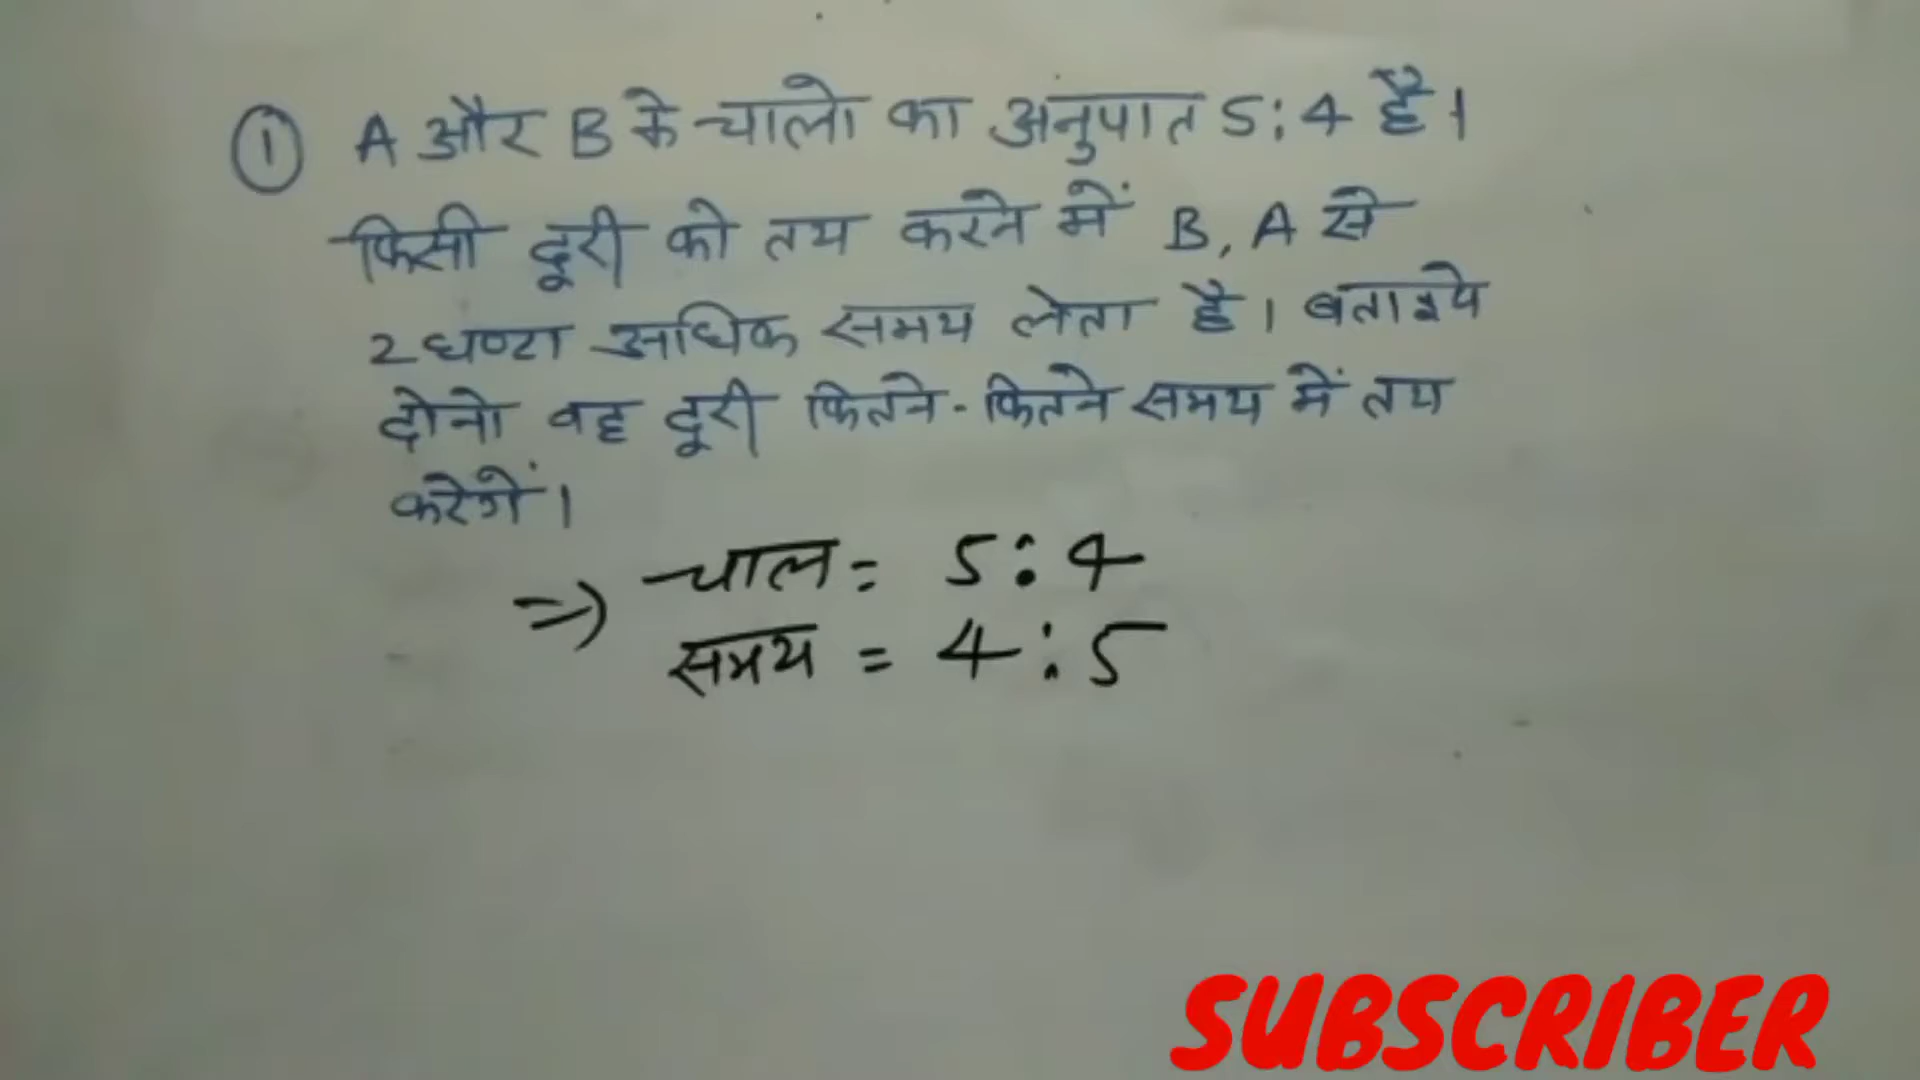 ① A और B के चालो का अनुपात 5:4 है।
किसी दूरी को तय करने में B, A से
2 घण्टा अधिक समय लेता है। बताइये
दोनो वह दूरी कितने-कितने समय में तय
करेगें।
=> चाल = 5:4
समय = 4:5
SUBSCRIBER